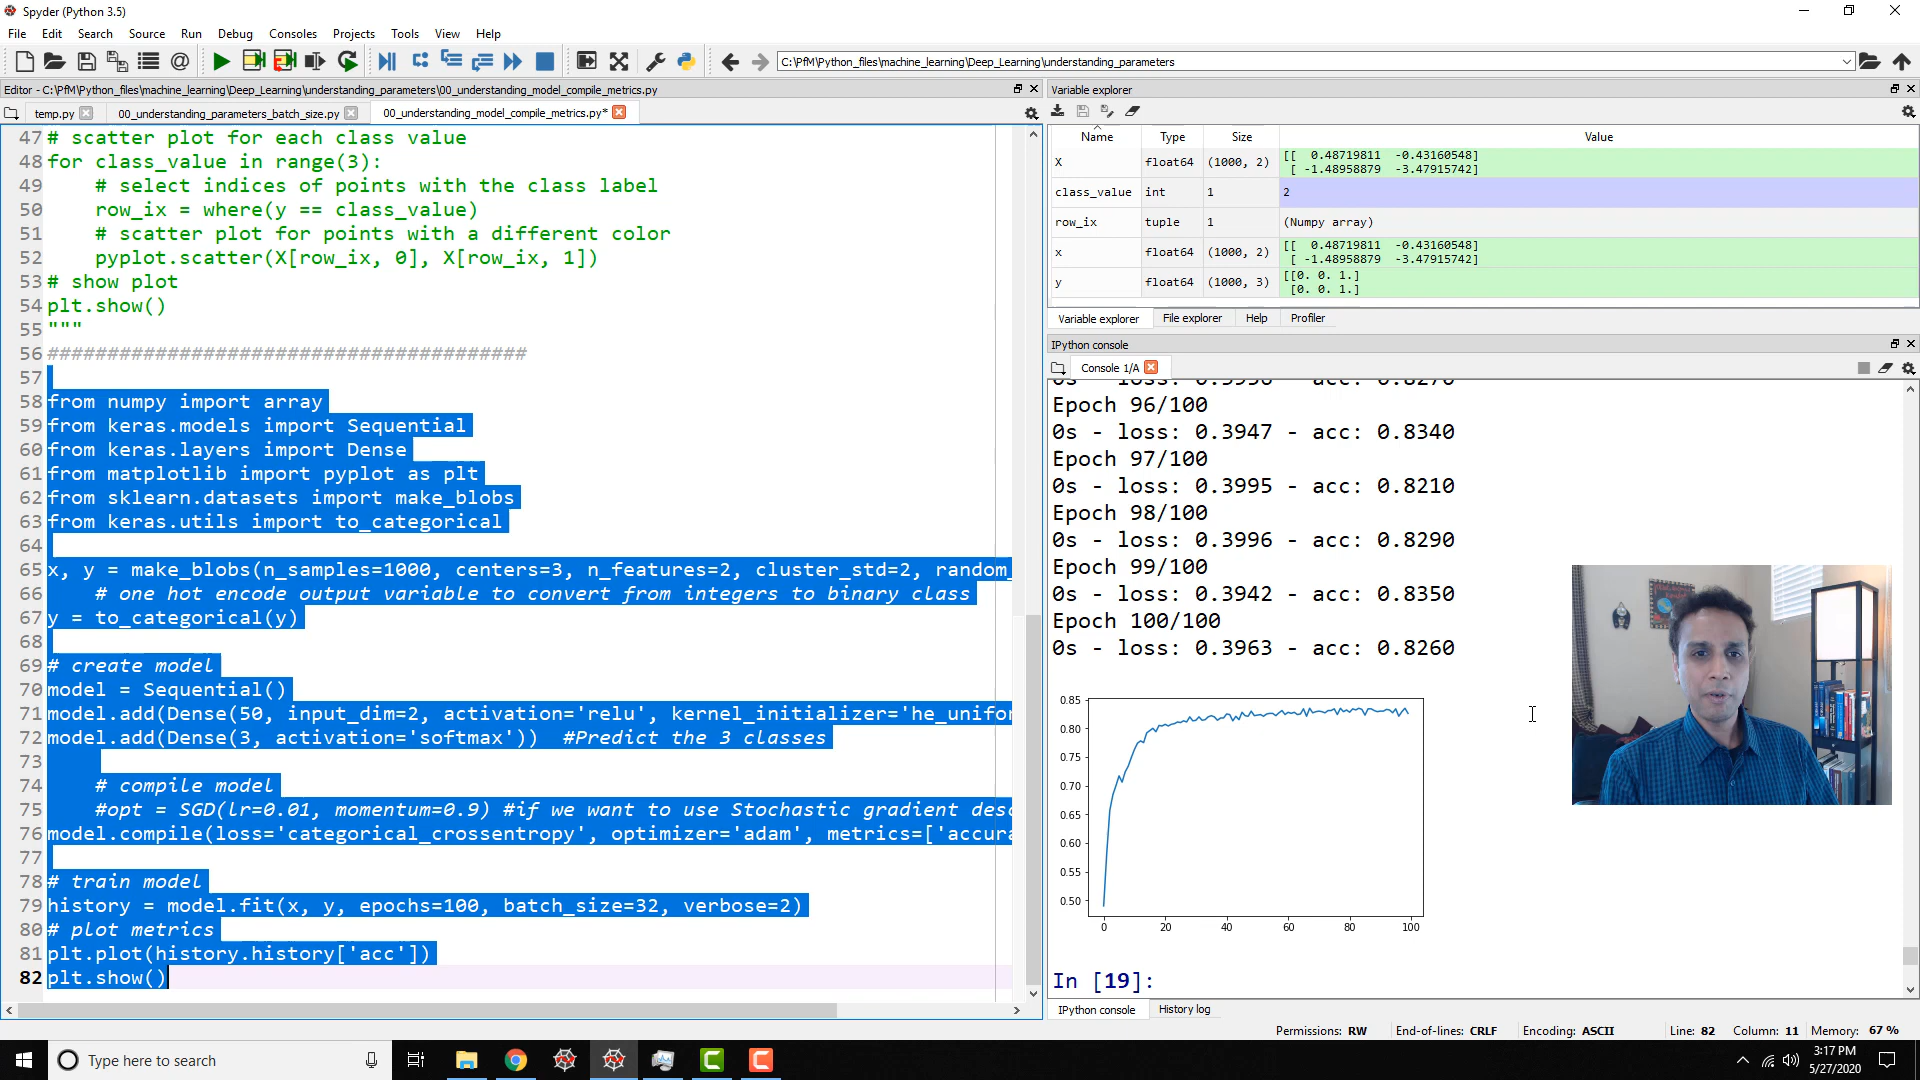 Spyder (Python 3.5)
File Edit Search Source Run Debug Consoles Projects Tools View Help
C:\PfM\Python_files\machine_learning\Deep_Learning\understanding_parameters
Editor - C:\PfM\Python_files\machine_learning\Deep_Learning\understanding_parameters\00_understanding_model_compile_metrics.py
temp.py 00_understanding_parameters_batch_size.py 00_understanding_model_compile_metrics.py*
47 # scatter plot for each class value
48 for class_value in range(3):
49 # select indices of points with the class label
50 row_ix = where(y == class_value)
51 # scatter plot for points with a different color
52 pyplot.scatter(X[row_ix, 0], X[row_ix, 1])
53 # show plot
54 plt.show()
55 """
56 ########################################
57
58 from numpy import array
59 from keras.models import Sequential
60 from keras.layers import Dense
61 from matplotlib import pyplot as plt
62 from sklearn.datasets import make_blobs
63 from keras.utils import to_categorical
64
65 x, y = make_blobs(n_samples=1000, centers=3, n_features=2, cluster_std=2, random_
66 # one hot encode output variable to convert from integers to binary class
67 y = to_categorical(y)
68
69 # create model
70 model = Sequential()
71 model.add(Dense(50, input_dim=2, activation='relu', kernel_initializer='he_unifor
72 model.add(Dense(3, activation='softmax')) #Predict the 3 classes
73
74 # compile model
75 #opt = SGD(lr=0.01, momentum=0.9) #if we want to use Stochastic gradient desc
76 model.compile(loss='categorical_crossentropy', optimizer='adam', metrics=['accura
77
78 # train model
79 history = model.fit(x, y, epochs=100, batch_size=32, verbose=2)
80 # plot metrics
81 plt.plot(history.history['acc'])
82 plt.show()
Variable explorer
Name Type Size Value
X float64 (1000, 2) [[ 0.48719811 -0.43160548]
[ -1.48958879 -3.47915742]
class_value int 1 2
row_ix tuple 1 (Numpy array)
x float64 (1000, 2) [[ 0.48719811 -0.43160548]
[ -1.48958879 -3.47915742]
y float64 (1000, 3) [[0. 0. 1.]
[0. 0. 1.]
Variable explorer File explorer Help Profiler
IPython console
Console 1/A
Epoch 96/100
0s - loss: 0.3947 - acc: 0.8340
Epoch 97/100
0s - loss: 0.3995 - acc: 0.8210
Epoch 98/100
0s - loss: 0.3996 - acc: 0.8290
Epoch 99/100
0s - loss: 0.3942 - acc: 0.8350
Epoch 100/100
0s - loss: 0.3963 - acc: 0.8260
0.85
0.80
0.75
0.70
0.65
0.60
0.55
0.50
0 20 40 60 80 100
In [19]:
IPython console History log
Permissions: RW End-of-lines: CRLF Encoding: ASCII Line: 82 Column: 11 Memory: 67 %
Type here to search
3:17 PM
5/27/2020